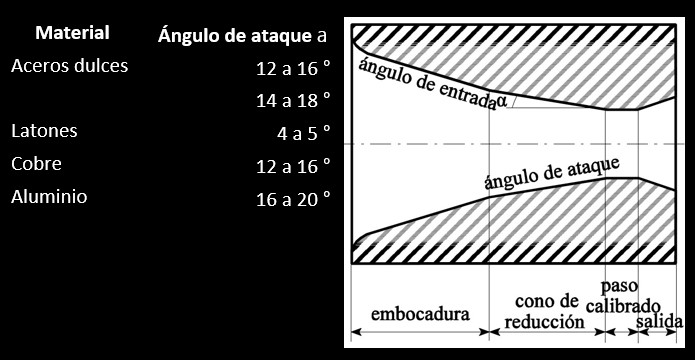 Material Ángulo de ataque a
Aceros dulces 12 a 16 °
14 a 18 °
Latones 4 a 5 °
Cobre 12 a 16 °
Aluminio 16 a 20 °
ángulo de entrada α
ángulo de ataque
embocadura
cono de
reducción
paso
calibrado
salida